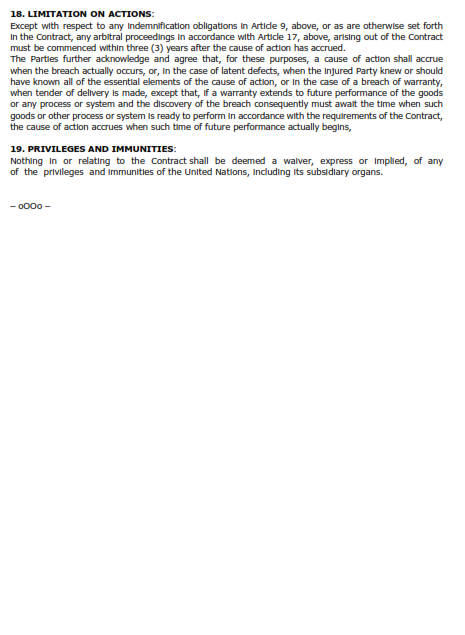 18. LIMITATION ON ACTIONS:
Except with respect to any indemnification obligations in Article 9, above, or as are otherwise set forth
in the Contract, any arbitral proceedings in accordance with Article 17, above, arising out of the Contract
must be commenced within three (3) years after the cause of action has accrued.
The Parties further acknowledge and agree that, for these purposes, a cause of action shall accrue
when the breach actually occurs, or, in the case of latent defects, when the Injured Party knew or should
have known all of the essential elements of the cause of action, or in the case of a breach of warranty,
when tender of delivery is made, except that, if a warranty extends to future performance of the goods
or any process or system and the discovery of the breach consequently must await the time when such
goods or other process or system is ready to perform in accordance with the requirements of the Contract,
the cause of action accrues when such time of future performance actually begins,
19. PRIVILEGES AND IMMUNITIES:
Nothing in or relating to the Contract shall be deemed a waiver, express or implied, of any
of the privileges and immunities of the United Nations, including its subsidiary organs.
– oOOo –